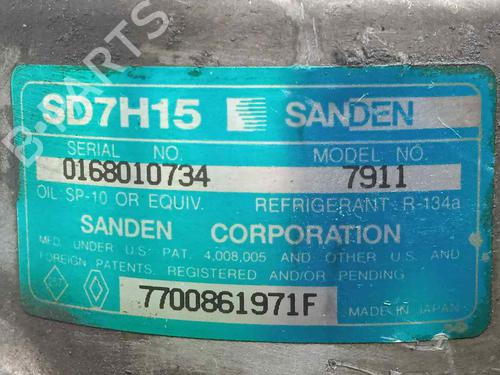 SD7H15 SANDEN
SERIAL NO. MODEL NO.
0168010734 7911
OIL SP-10 OR EQUIV. REFRIGERANT R-134a
SANDEN CORPORATION
MFD. UNDER U.S. PAT. 4,008,005 AND OTHER U.S. AND
FOREIGN PATENTS. REGISTERED AND/OR PENDING
7700861971F MADE IN JAPAN
B-PARTS